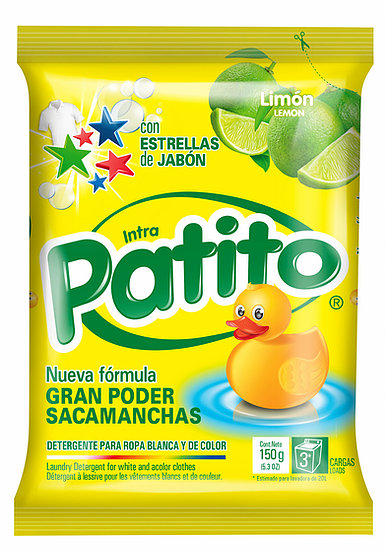 Limón
LEMON
con
ESTRELLAS
de JABÓN
Intra
Patito
®
Nueva fórmula
GRAN PODER
SACAMANCHAS
DETERGENTE PARA ROPA BLANCA Y DE COLOR
Laundry Detergent for white and acolor clothes
Détergent à lessive pour les vêtements blancs et de couleur.
Cont.Neto
150 g
(5.3 OZ)
3*
CARGAS
LOADS
* Estimado para lavadora de 20L